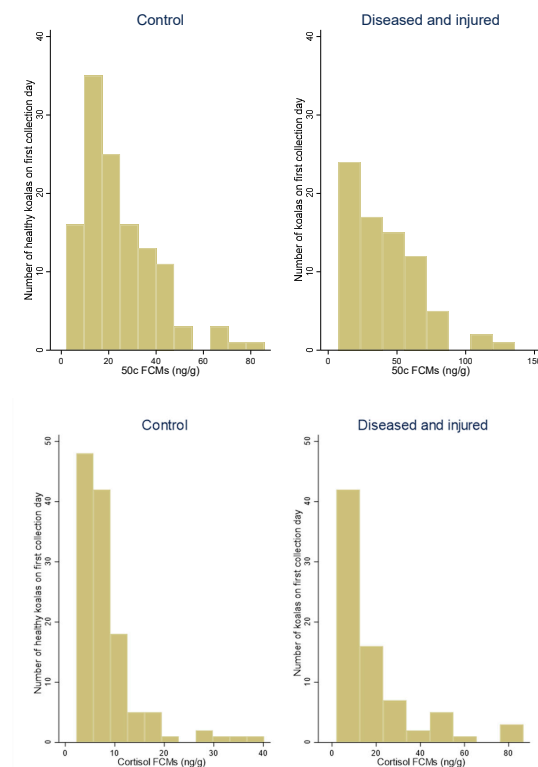 Control
Diseased and injured
Number of healthy koalas on first collection day
0 10 20 30 40
0 20 40 60 80
50c FCMs (ng/g)
Number of koalas on first collection day
0 10 20 30 40
0 50 100 150
50c FCMs (ng/g)
Control
Diseased and injured
Number of healthy koalas on first collection day
0 10 20 30 40 50
0 10 20 30 40
Cortisol FCMs (ng/g)
Number of koalas on first collection day
0 10 20 30 40 50
0 20 40 60 80
Cortisol FCMs (ng/g)